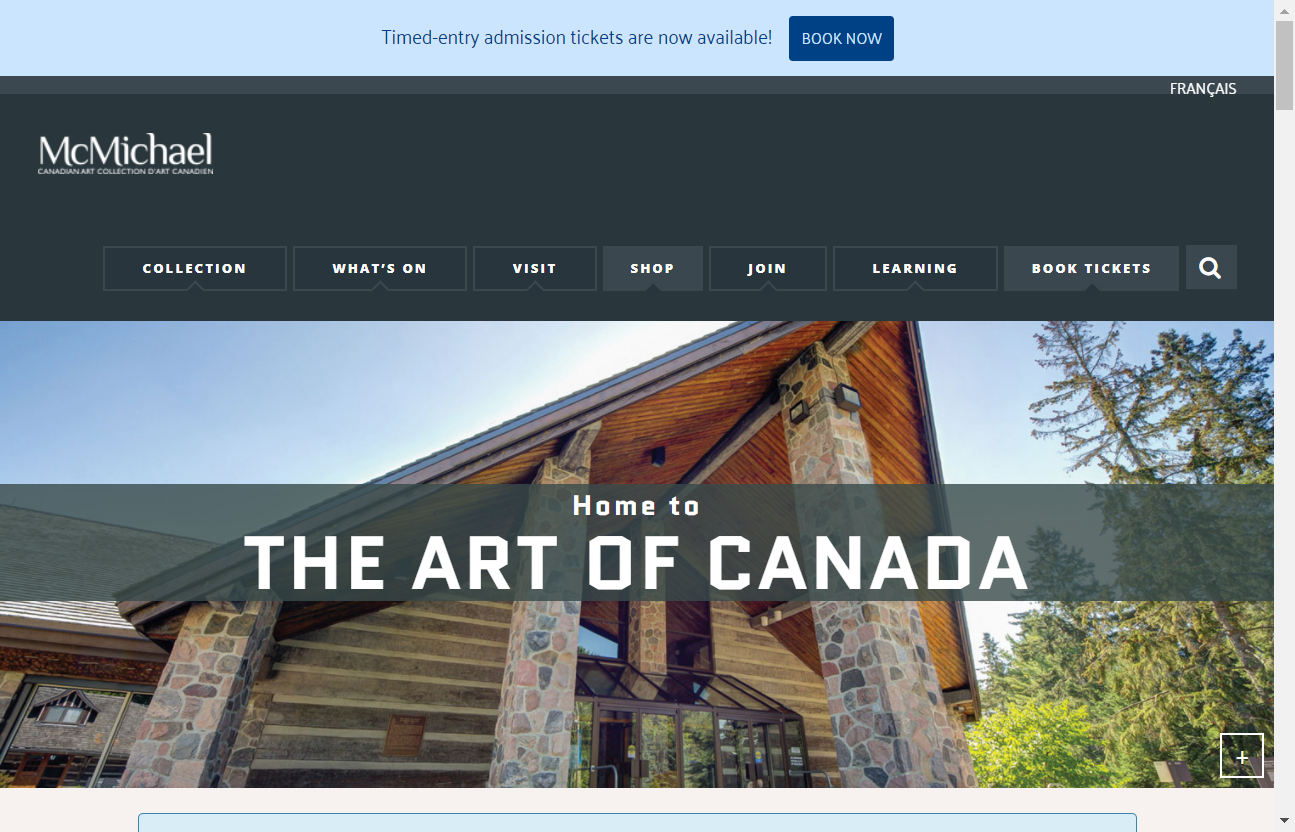 Timed-entry admission tickets are now available!
BOOK NOW
FRANÇAIS
McMichael
CANADIAN ART COLLECTION D'ART CANADIEN
COLLECTION
WHAT'S ON
VISIT
SHOP
JOIN
LEARNING
BOOK TICKETS
Home to
THE ART OF CANADA
+